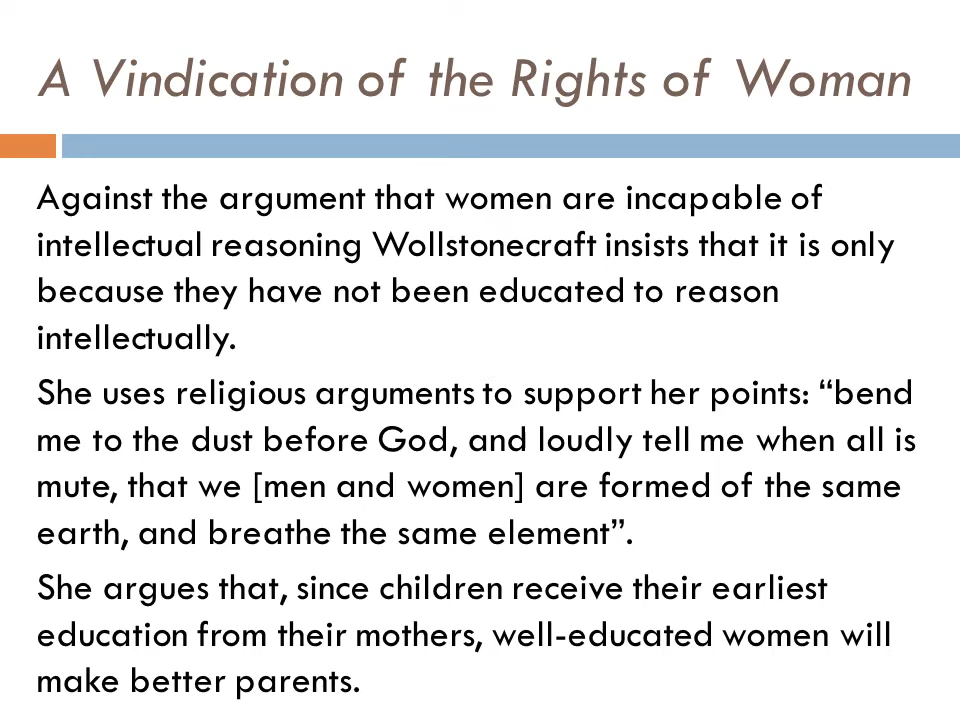 A Vindication of the Rights of Woman
Against the argument that women are incapable of
intellectual reasoning Wollstonecraft insists that it is only
because they have not been educated to reason
intellectually.
She uses religious arguments to support her points: “bend
me to the dust before God, and loudly tell me when all is
mute, that we [men and women] are formed of the same
earth, and breathe the same element”.
She argues that, since children receive their earliest
education from their mothers, well-educated women will
make better parents.